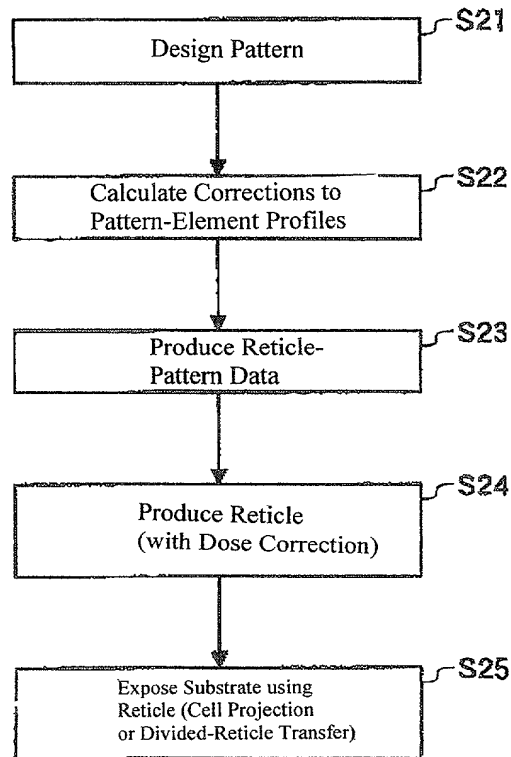 S21
Design Pattern
S22
Calculate Corrections to
Pattern-Element Profiles
S23
Produce Reticle-
Pattern Data
S24
Produce Reticle
(with Dose Correction)
S25
Expose Substrate using
Reticle (Cell Projection
or Divided-Reticle Transfer)